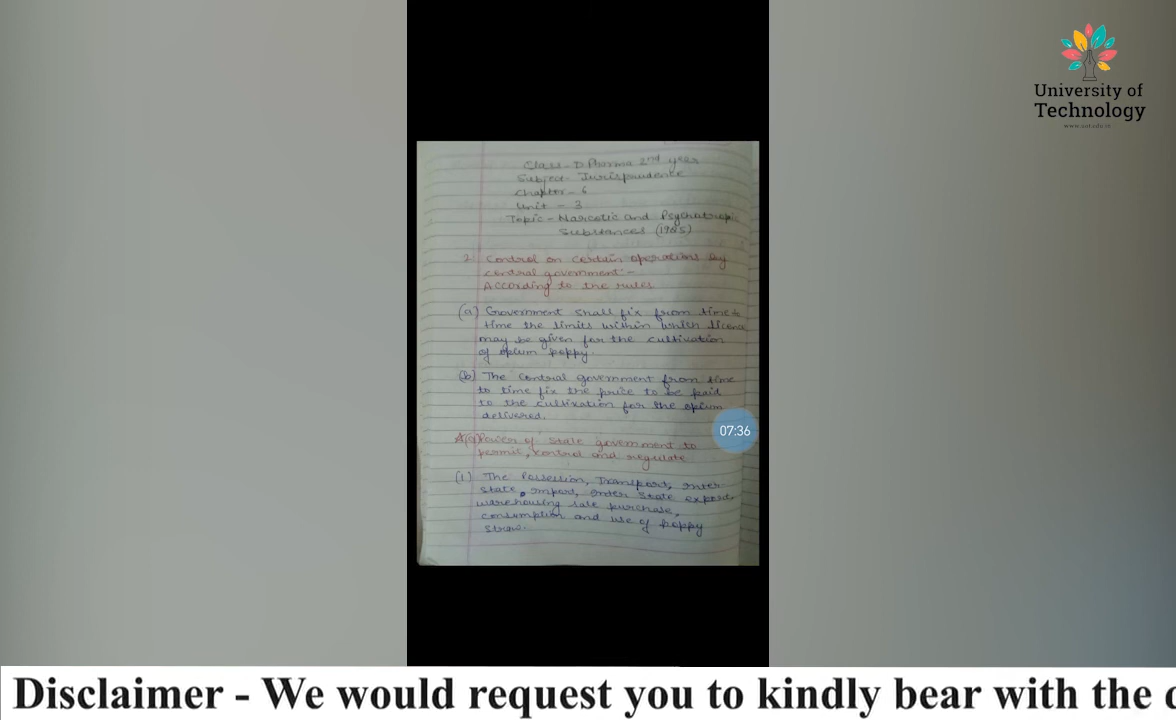 University of
Technology
www.uot.edu.in
Class - D. Pharma 2nd year
Subject - Jurisprudence
Chapter - 6
Unit - 3
Topic - Narcotic and Psychotropic
Substances (1985)
2. Control on certain operations by
central government:-
According to the rules
(a) Government shall fix from time to
time the limits within which licence
may be given for the cultivation
of opium poppy.
(b) The central government from time
to time fix the price to be paid
to the cultivation for the opium
delivered.
07:36
A(a) Power of state government to
permit, control and regulate
(1) The Possession, Transport, inter
state import, inter state export,
warehousing sale purchase,
consumption and use of poppy
straw.
Disclaimer - We would request you to kindly bear with the